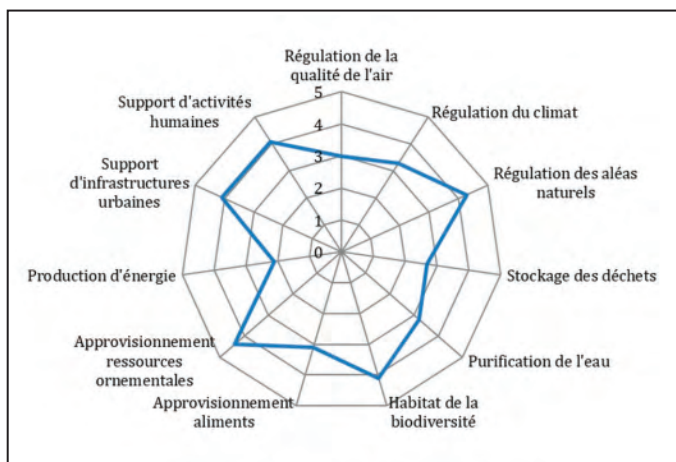 Régulation de la
qualité de l'air
Régulation du climat
Régulation des aléas
naturels
Stockage des déchets
Purification de l'eau
Habitat de la
biodiversité
Approvisionnement
aliments
Approvisionnement
ressources
ornementales
Production d'énergie
Support
d'infrastructures
urbaines
Support d'activités
humaines
5
4
3
2
1
0